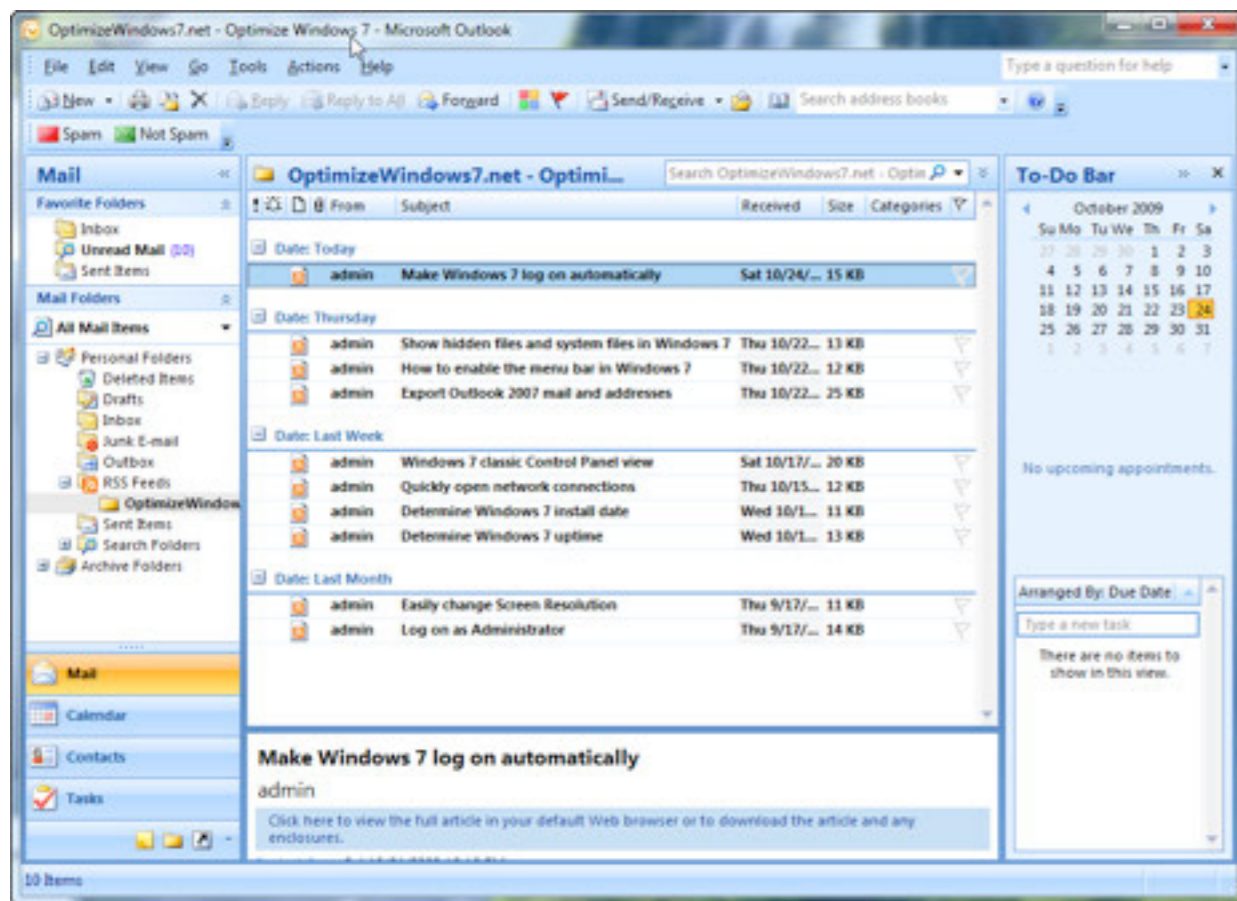 OptimizeWindows7.net - Optimize Windows 7 - Microsoft Outlook
File Edit View Go Tools Actions Help
Type a question for help
New Reply Reply to All Forward Send/Receive Search address books
Spam Not Spam
Mail
Favorite Folders
Inbox
Unread Mail (10)
Sent Items
Mail Folders
All Mail Items
Personal Folders
Deleted Items
Drafts
Inbox
Junk E-mail
Outbox
RSS Feeds
OptimizeWindow
Sent Items
Search Folders
Archive Folders
Mail
Calendar
Contacts
Tasks
OptimizeWindows7.net - Optimi...
Search OptimizeWindows7.net - Optim
From Subject Received Size Categories
Date: Today
admin Make Windows 7 log on automatically Sat 10/24/... 15 KB
Date: Thursday
admin Show hidden files and system files in Windows 7 Thu 10/22... 13 KB
admin How to enable the menu bar in Windows 7 Thu 10/22... 12 KB
admin Export Outlook 2007 mail and addresses Thu 10/22... 25 KB
Date: Last Week
admin Windows 7 classic Control Panel view Sat 10/17/... 20 KB
admin Quickly open network connections Thu 10/15... 12 KB
admin Determine Windows 7 install date Wed 10/1... 11 KB
admin Determine Windows 7 uptime Wed 10/1... 13 KB
Date: Last Month
admin Easily change Screen Resolution Thu 9/17/... 11 KB
admin Log on as Administrator Thu 9/17/... 14 KB
Make Windows 7 log on automatically
admin
Click here to view the full article in your default Web browser or to download the article and any
enclosures.
To-Do Bar
October 2009
Su Mo Tu We Th Fr Sa
27 28 29 30 1 2 3
4 5 6 7 8 9 10
11 12 13 14 15 16 17
18 19 20 21 22 23 24
25 26 27 28 29 30 31
1 2 3 4 5 6 7
No upcoming appointments.
Arranged By: Due Date
Type a new task
There are no items to
show in this view.
10 Items